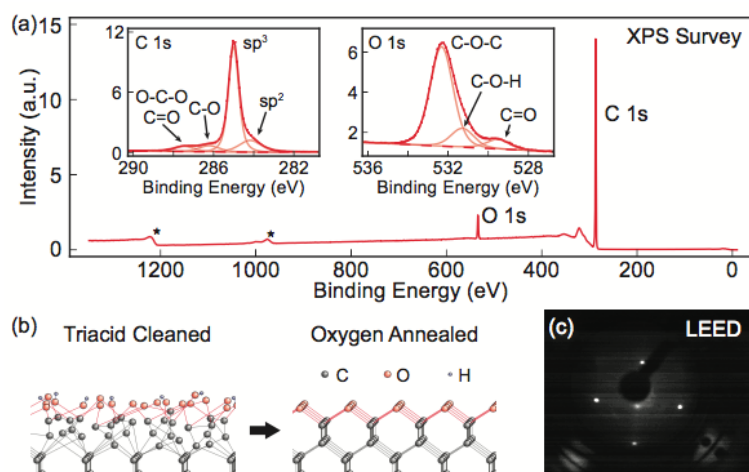 (a)
XPS Survey
Intensity (a.u.)
15
10
5
0
C 1s
sp³
O-C-O
C=O
C-O
sp²
12
6
0
290
286
282
Binding Energy (eV)
O 1s
C-O-C
C-O-H
C=O
6
4
2
536
532
528
Binding Energy (eV)
C 1s
O 1s
*
*
1200
1000
800
600
400
200
0
Binding Energy (eV)
(b)
Triacid Cleaned
Oxygen Annealed
C
O
H
(c)
LEED